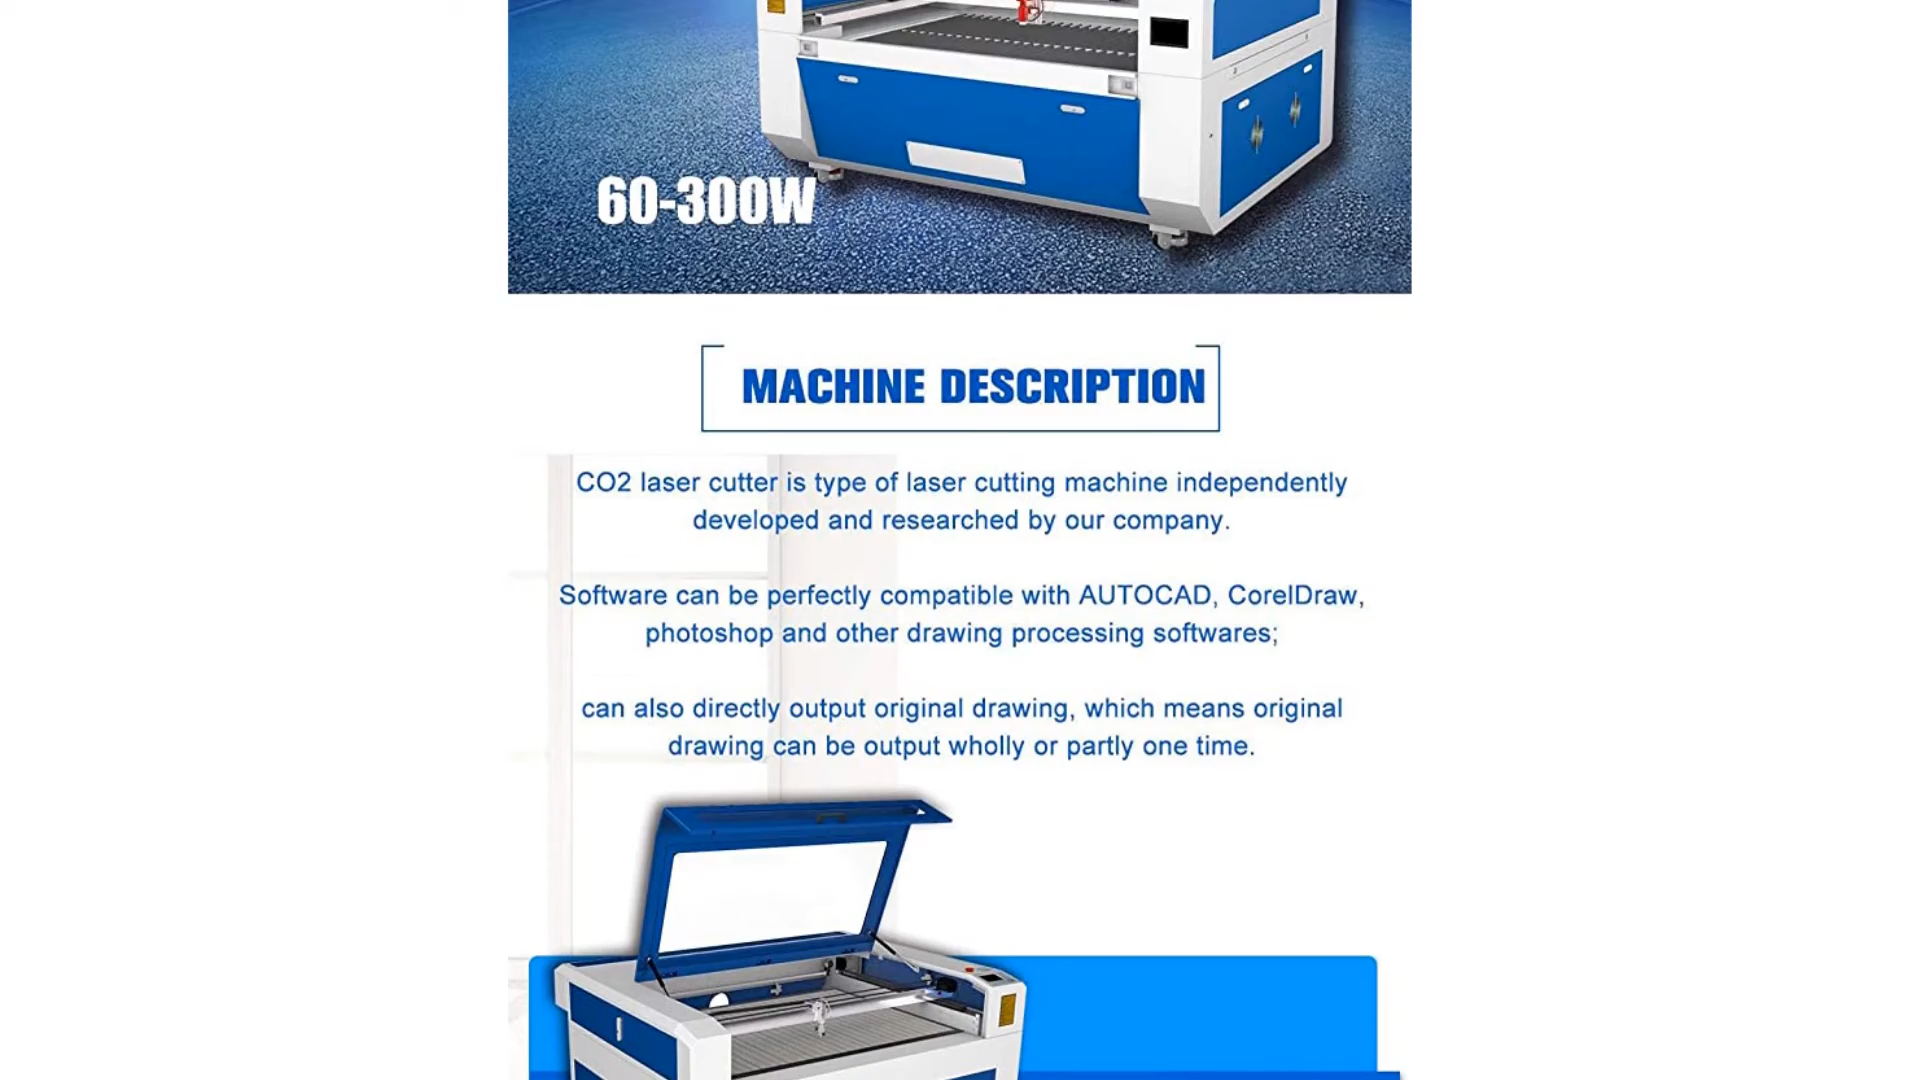 60-300W
MACHINE DESCRIPTION
CO2 laser cutter is type of laser cutting machine independently
developed and researched by our company.
Software can be perfectly compatible with AUTOCAD, CorelDraw,
photoshop and other drawing processing softwares;
can also directly output original drawing, which means original
drawing can be output wholly or partly one time.